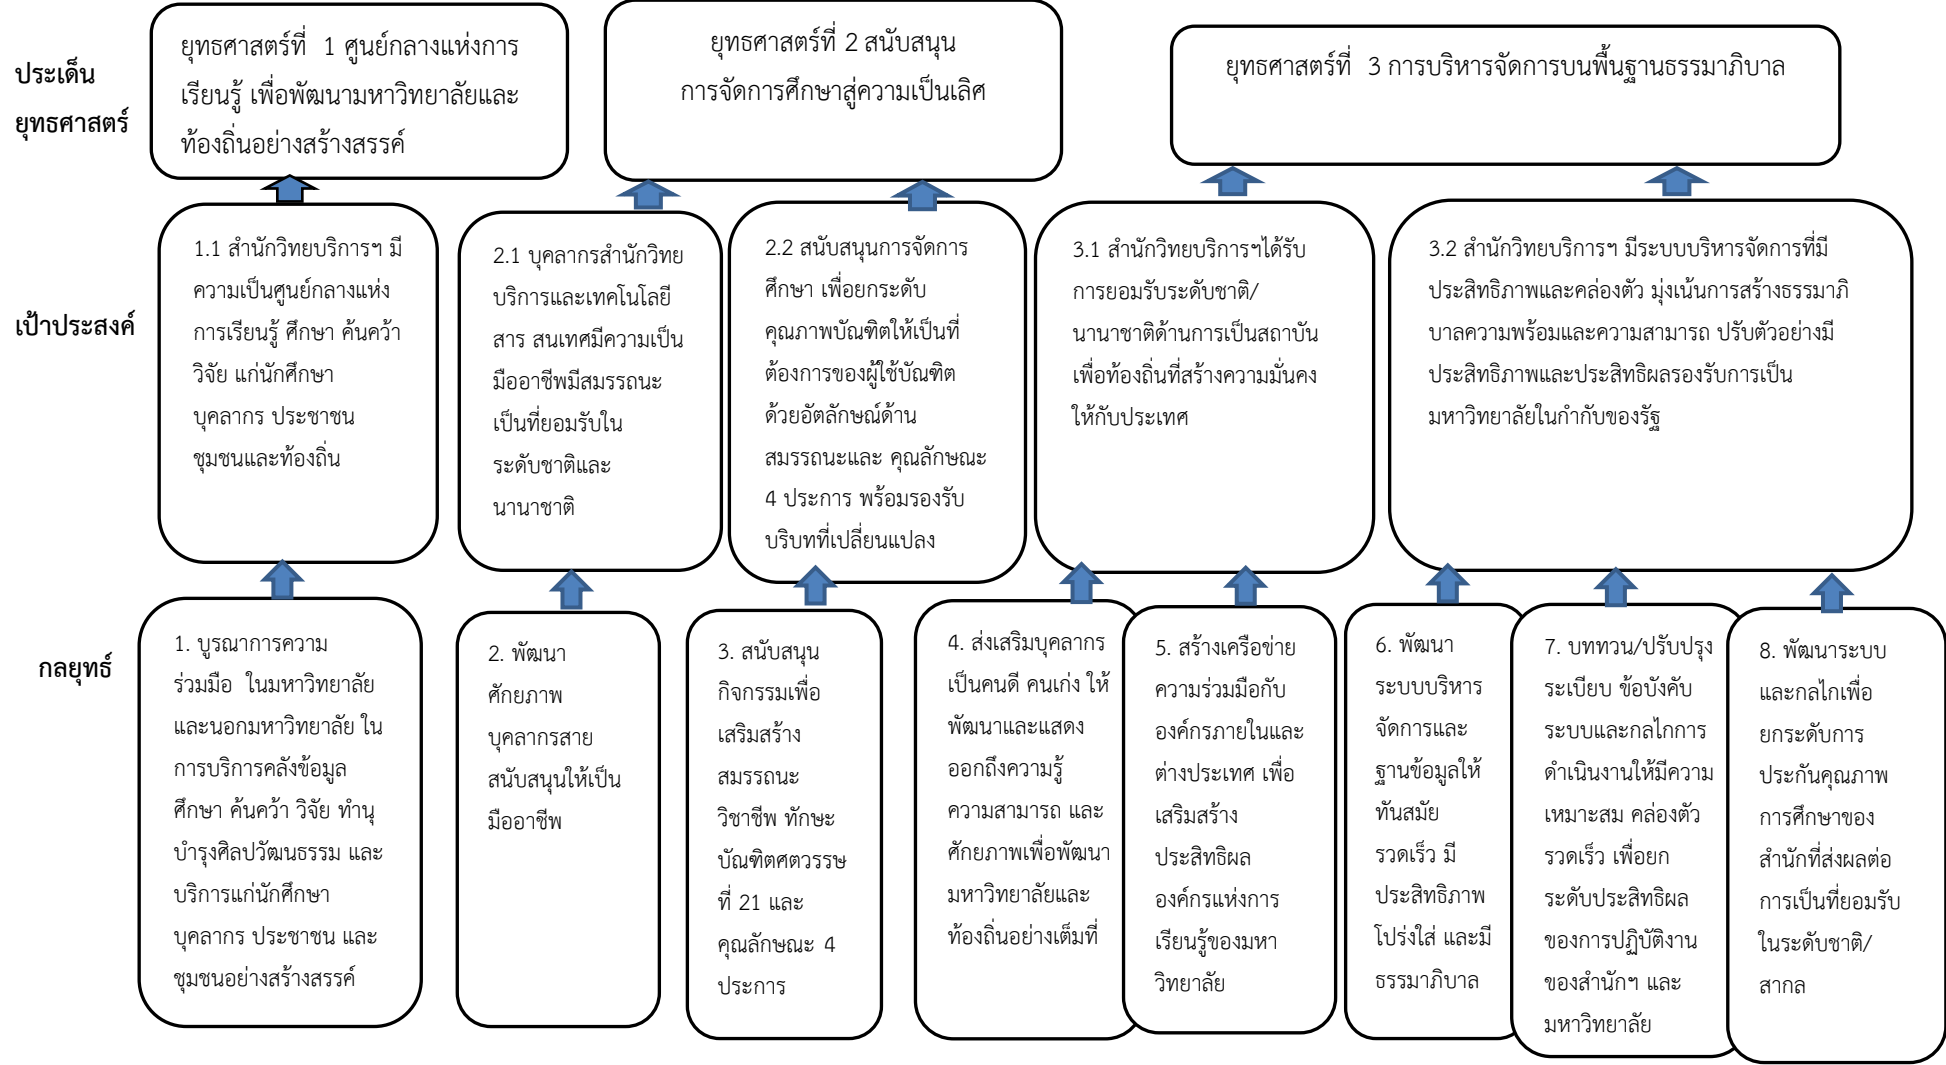 ประเด็น
ยุทธศาสตร์
ยุทธศาสตร์ที่ 1 ศูนย์กลางแห่งการ
เรียนรู้ เพื่อพัฒนามหาวิทยาลัยและ
ท้องถิ่นอย่างสร้างสรรค์
ยุทธศาสตร์ที่ 2 สนับสนุน
การจัดการศึกษาสู่ความเป็นเลิศ
ยุทธศาสตร์ที่ 3 การบริหารจัดการบนพื้นฐานธรรมาภิบาล
เป้าประสงค์
1.1 สำนักวิทยบริการฯ มี
ความเป็นศูนย์กลางแห่ง
การเรียนรู้ ศึกษา ค้นคว้า
วิจัย แก่นักศึกษา
บุคลากร ประชาชน
ชุมชนและท้องถิ่น
2.1 บุคลากรสำนักวิทย
บริการและเทคโนโลยี
สาร สนเทศมีความเป็น
มืออาชีพมีสมรรถนะ
เป็นที่ยอมรับใน
ระดับชาติและ
นานาชาติ
2.2 สนับสนุนการจัดการ
ศึกษา เพื่อยกระดับ
คุณภาพบัณฑิตให้เป็นที่
ต้องการของผู้ใช้บัณฑิต
ด้วยอัตลักษณ์ด้าน
สมรรถนะและ คุณลักษณะ
4 ประการ พร้อมรองรับ
บริบทที่เปลี่ยนแปลง
3.1 สำนักวิทยบริการฯได้รับ
การยอมรับระดับชาติ/
นานาชาติด้านการเป็นสถาบัน
เพื่อท้องถิ่นที่สร้างความมั่นคง
ให้กับประเทศ
3.2 สำนักวิทยบริการฯ มีระบบบริหารจัดการที่มี
ประสิทธิภาพและคล่องตัว มุ่งเน้นการสร้างธรรมาภิ
บาลความพร้อมและความสามารถ ปรับตัวอย่างมี
ประสิทธิภาพและประสิทธิผลรองรับการเป็น
มหาวิทยาลัยในกำกับของรัฐ
กลยุทธ์
1. บูรณาการความ
ร่วมมือ ในมหาวิทยาลัย
และนอกมหาวิทยาลัย ใน
การบริการคลังข้อมูล
ศึกษา ค้นคว้า วิจัย ทำนุ
บำรุงศิลปวัฒนธรรม และ
บริการแก่นักศึกษา
บุคลากร ประชาชน และ
ชุมชนอย่างสร้างสรรค์
2. พัฒนา
ศักยภาพ
บุคลากรสาย
สนับสนุนให้เป็น
มืออาชีพ
3. สนับสนุน
กิจกรรมเพื่อ
เสริมสร้าง
สมรรถนะ
วิชาชีพ ทักษะ
บัณฑิตศตวรรษ
ที่ 21 และ
คุณลักษณะ 4
ประการ
4. ส่งเสริมบุคลากร
เป็นคนดี คนเก่ง ให้
พัฒนาและแสดง
ออกถึงความรู้
ความสามารถ และ
ศักยภาพเพื่อพัฒนา
มหาวิทยาลัยและ
ท้องถิ่นอย่างเต็มที่
5. สร้างเครือข่าย
ความร่วมมือกับ
องค์กรภายในและ
ต่างประเทศ เพื่อ
เสริมสร้าง
ประสิทธิผล
องค์กรแห่งการ
เรียนรู้ของมหา
วิทยาลัย
6. พัฒนา
ระบบบริหาร
จัดการและ
ฐานข้อมูลให้
ทันสมัย
รวดเร็ว มี
ประสิทธิภาพ
โปร่งใส่ และมี
ธรรมาภิบาล
7. บททวน/ปรับปรุง
ระเบียบ ข้อบังคับ
ระบบและกลไกการ
ดำเนินงานให้มีความ
เหมาะสม คล่องตัว
รวดเร็ว เพื่อยก
ระดับประสิทธิผล
ของการปฏิบัติงาน
ของสำนักฯ และ
มหาวิทยาลัย
8. พัฒนาระบบ
และกลไกเพื่อ
ยกระดับการ
ประกันคุณภาพ
การศึกษาของ
สำนักที่ส่งผลต่อ
การเป็นที่ยอมรับ
ในระดับชาติ/
สากล